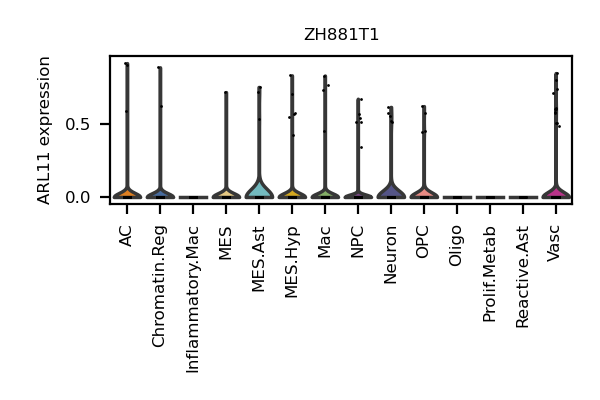 ZH881T1
ARL11 expression
0.5
0.0
AC
Chromatin.Reg
Inflammatory.Mac
MES
MES.Ast
MES.Hyp
Mac
NPC
Neuron
OPC
Oligo
Prolif.Metab
Reactive.Ast
Vasc